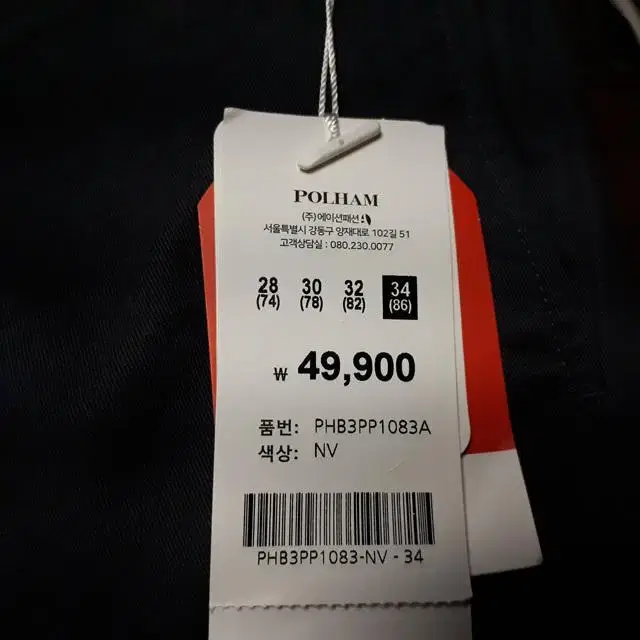 POLHAM
(주)에이션패션
서울특별시 강동구 양재대로 102길 51
고객상담실 : 080.230.0077
28 30 32 34
(74) (78) (82) (86)
₩ 49,900
품번: PHB3PP1083A
색상: NV
PHB3PP1083-NV - 34